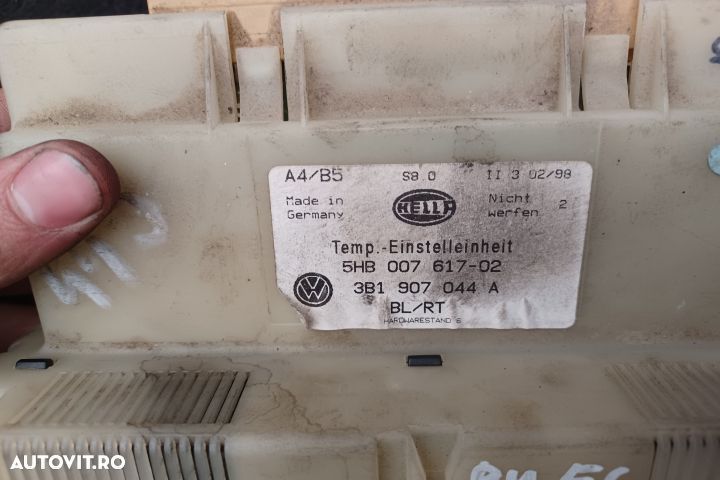 A4/B5 S8.0 II 3 02/98
Made in Germany
HELLA
Nicht werfen 2
Temp.-Einstelleinheit
5HB 007 617-02
VW 3B1 907 044 A
BL/RT
HARDWARESTAND 6
AUTOVIT.RO